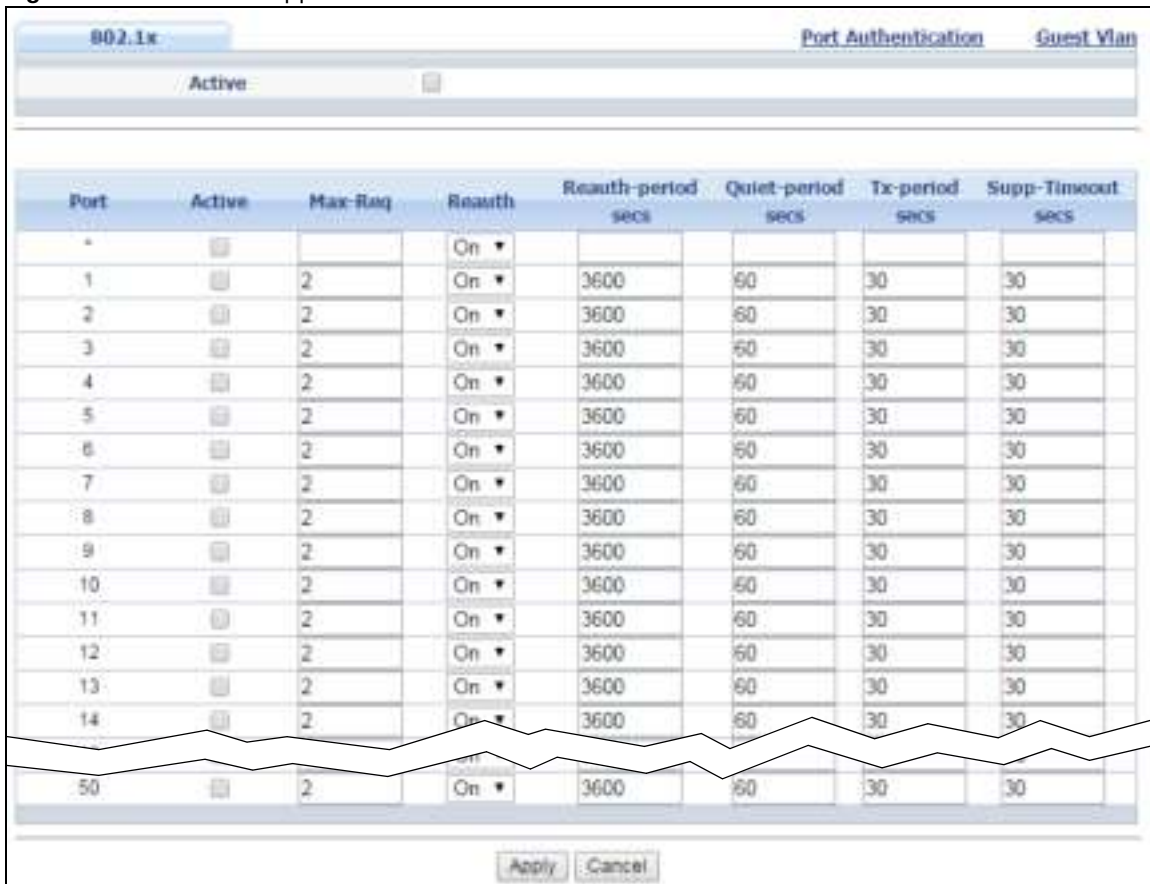 802.1x Port Authentication Guest Vlan
Active
Port Active Max-Req Reauth Reauth-period secs Quiet-period secs Tx-period secs Supp-Timeout secs
* On
1 2 On 3600 60 30 30
2 2 On 3600 60 30 30
3 2 On 3600 60 30 30
4 2 On 3600 60 30 30
5 2 On 3600 60 30 30
6 2 On 3600 60 30 30
7 2 On 3600 60 30 30
8 2 On 3600 60 30 30
9 2 On 3600 60 30 30
10 2 On 3600 60 30 30
11 2 On 3600 60 30 30
12 2 On 3600 60 30 30
13 2 On 3600 60 30 30
14 2 On 3600 60 30 30
50 2 On 3600 60 30 30
Apply Cancel